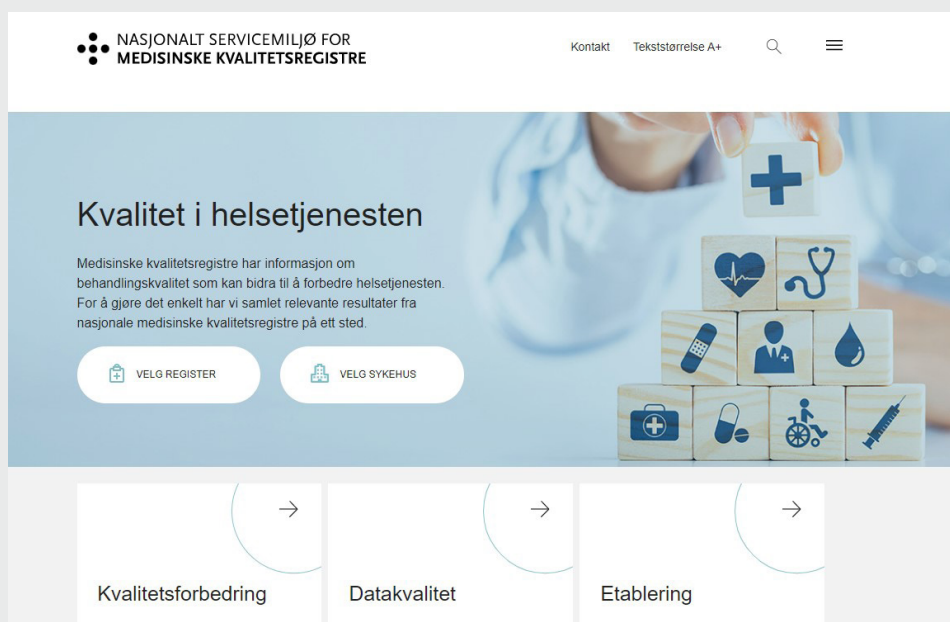 NASJONALT SERVICEMILJØ FOR
MEDISINSKE KVALITETSREGISTRE
Kontakt
Tekststørrelse A+
Kvalitet i helsetjenesten
Medisinske kvalitetsregistre har informasjon om
behandlingskvalitet som kan bidra til å forbedre helsetjenesten.
For å gjøre det enkelt har vi samlet relevante resultater fra
nasjonale medisinske kvalitetsregistre på ett sted.
VELG REGISTER
VELG SYKEHUS
Kvalitetsforbedring
Datakvalitet
Etablering